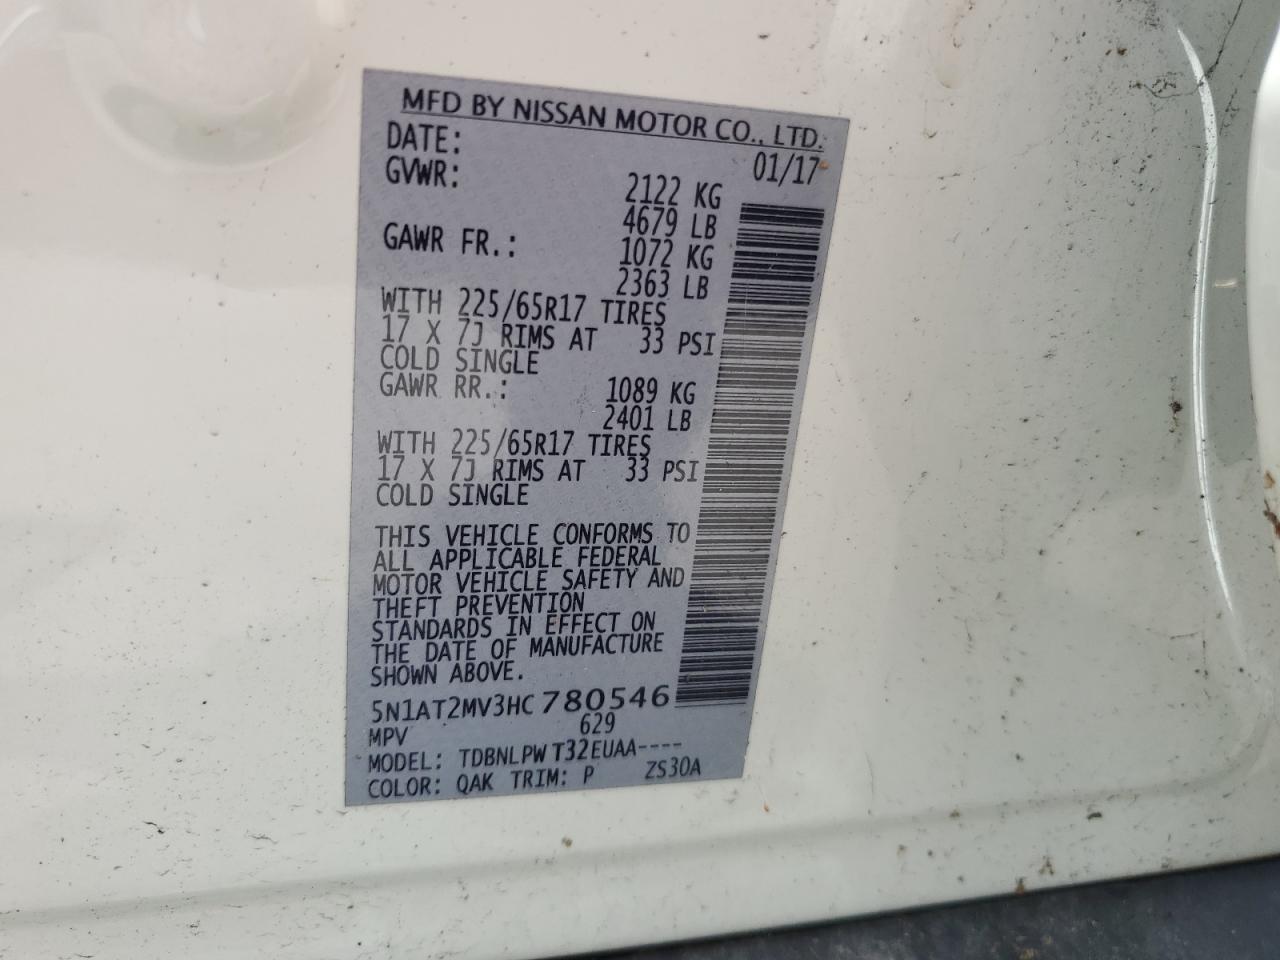 MFD BY NISSAN MOTOR CO., LTD.
DATE: 01/17
GVWR: 2122 KG
4679 LB
GAWR FR.: 1072 KG
2363 LB
WITH 225/65R17 TIRES
17 X 7J RIMS AT 33 PSI
COLD SINGLE
GAWR RR.: 1089 KG
2401 LB
WITH 225/65R17 TIRES
17 X 7J RIMS AT 33 PSI
COLD SINGLE
THIS VEHICLE CONFORMS TO
ALL APPLICABLE FEDERAL
MOTOR VEHICLE SAFETY AND
THEFT PREVENTION
STANDARDS IN EFFECT ON
THE DATE OF MANUFACTURE
SHOWN ABOVE.
5N1AT2MV3HC780546
MPV 629
MODEL: TDBNLPWT32EUAA----
COLOR: QAK TRIM: P ZS30A